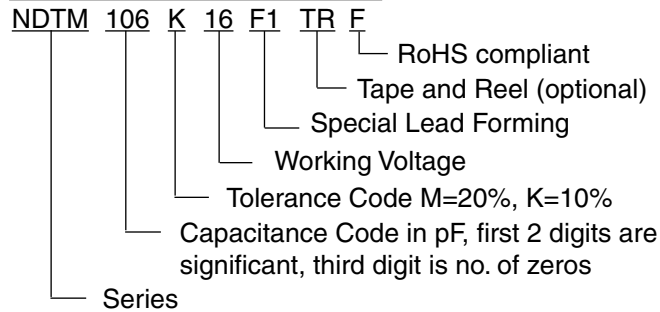 NDTM 106 K 16 F1 TR F
RoHS compliant
Tape and Reel (optional)
Special Lead Forming
Working Voltage
Tolerance Code M=20%, K=10%
Capacitance Code in pF, first 2 digits are
significant, third digit is no. of zeros
Series